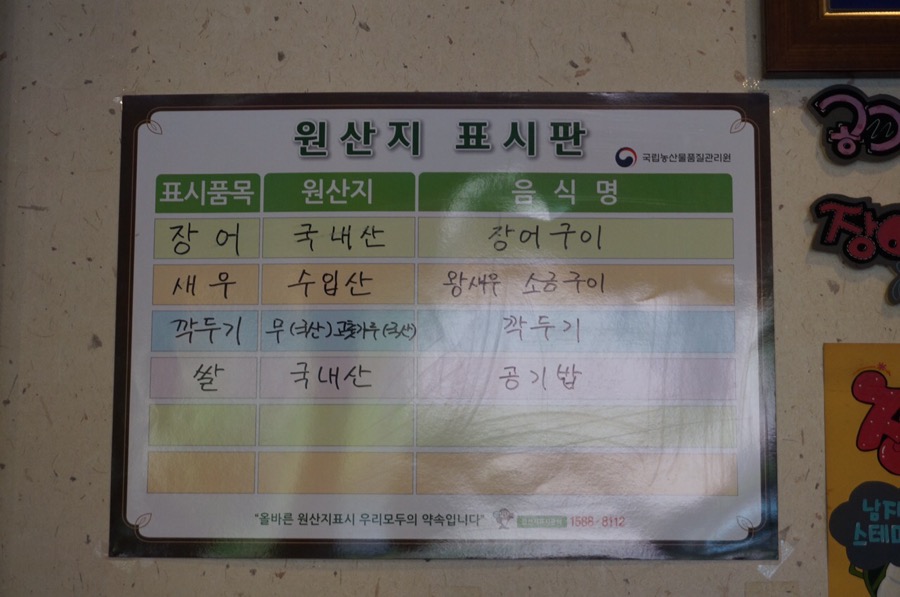 원산지 표시판
국립농산물품질관리원
표시품목 원산지 음식명
장어 국내산 장어구이
새우 수입산 왕새우 소금구이
깍두기 무(국산)고춧가루(국산) 깍두기
쌀 국내산 공기밥
"올바른 원산지표시 우리모두의 약속입니다" 1588-8112